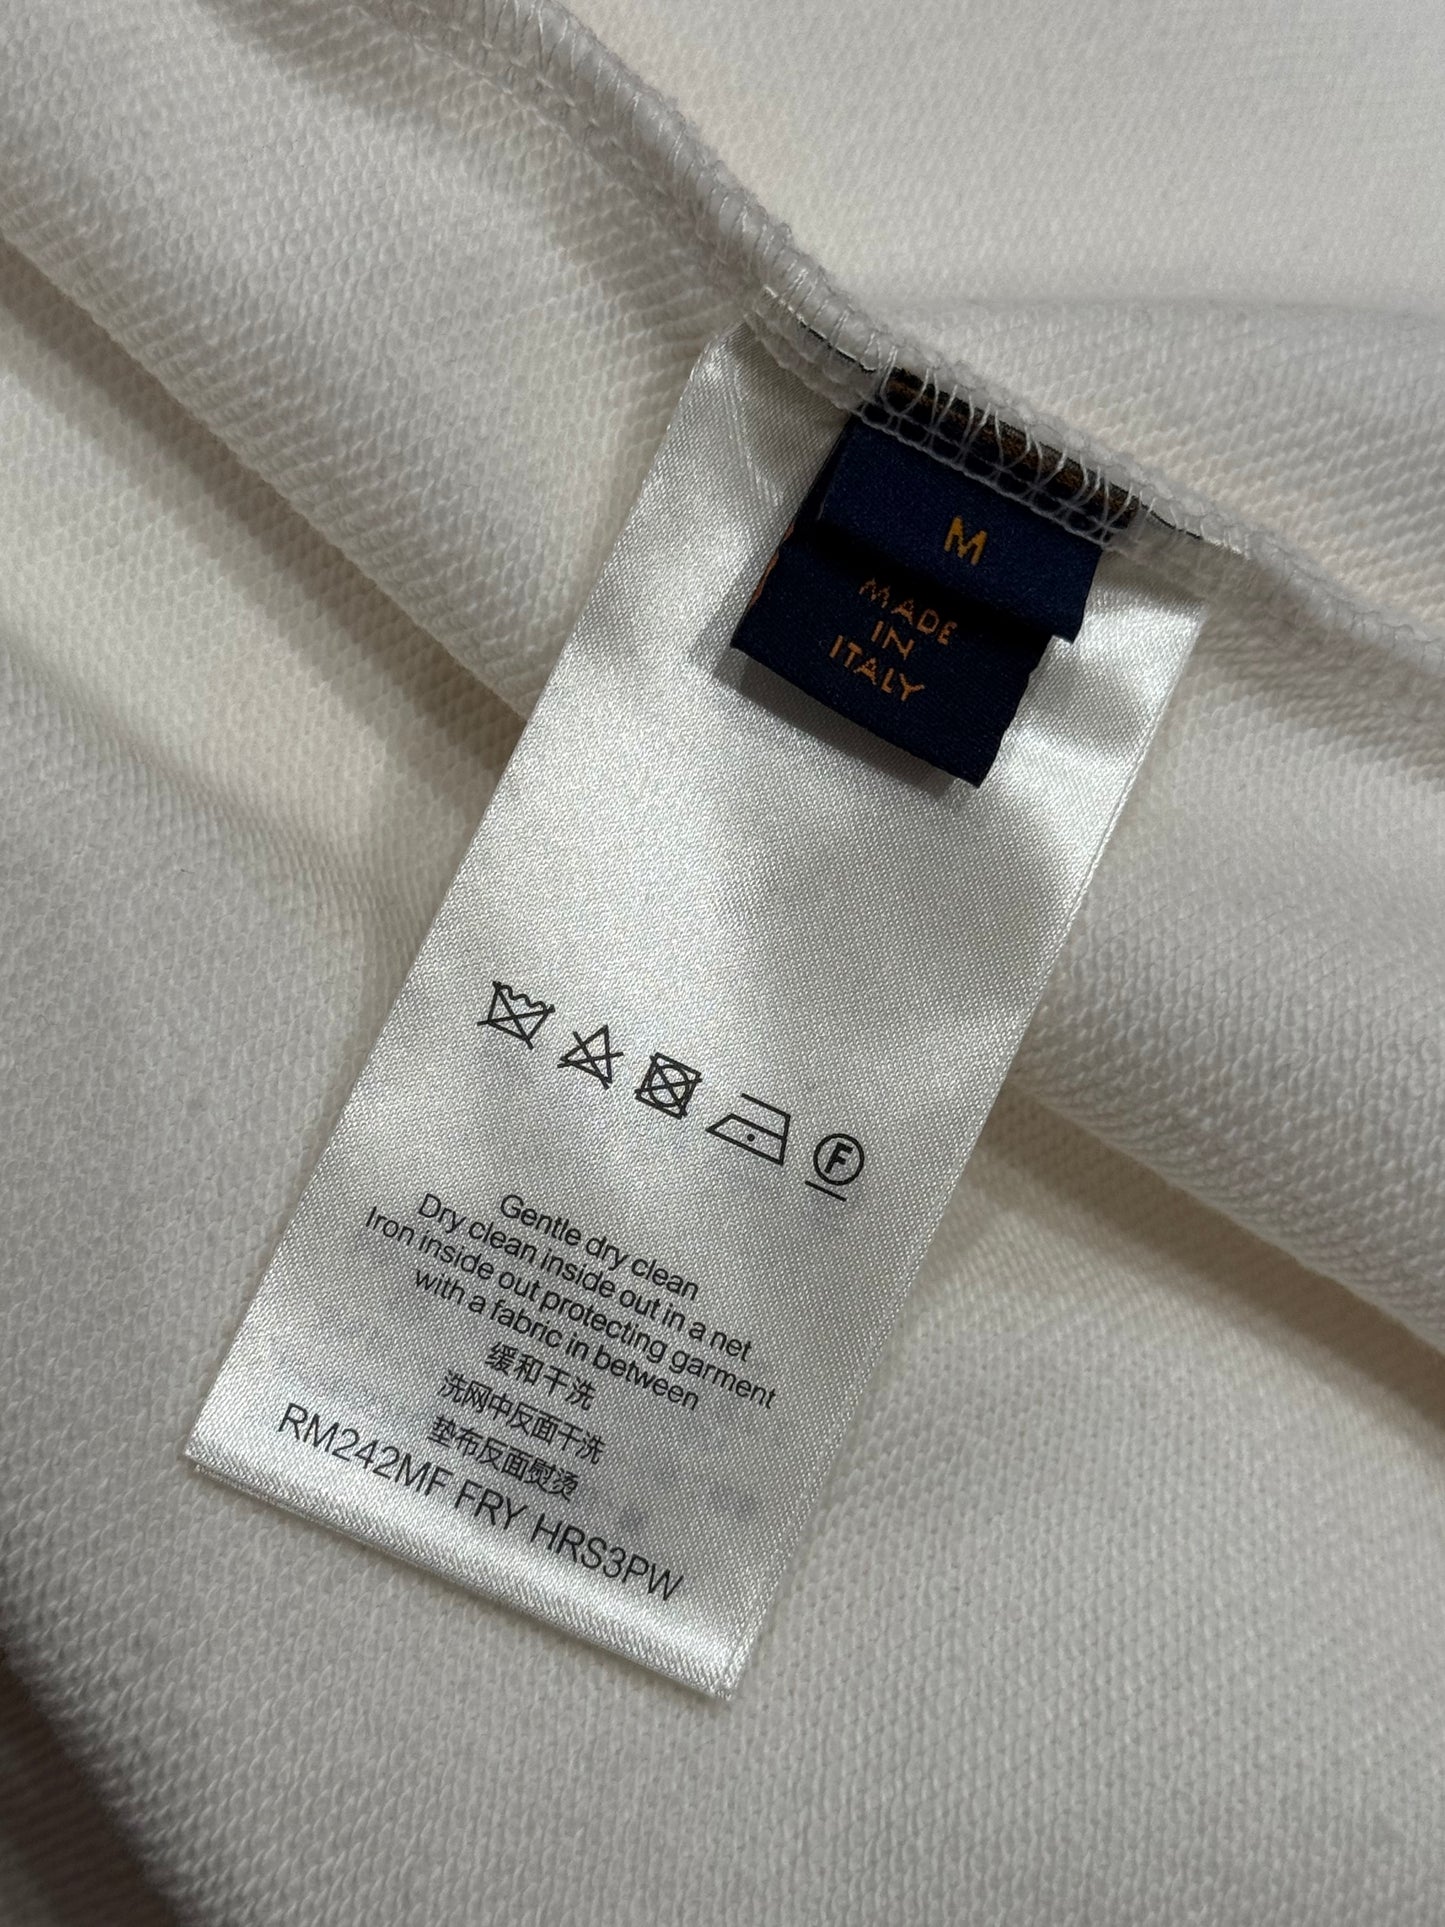 M
MADE
IN
ITALY
F
Gentle dry clean
Dry clean inside out in a net
Iron inside out protecting garment
with a fabric in between
缓和干洗
洗网中反面干洗
垫布反面熨烫
RM242MF FRY HRS3PW